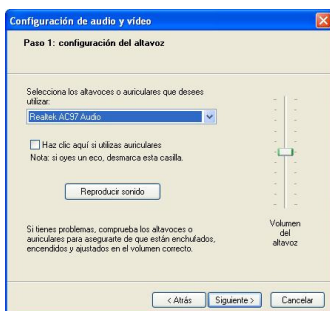 Configuración de audio y vídeo
Paso 1: configuración del altavoz
Selecciona los altavoces o auriculares que desees
utilizar:
Realtek AC97 Audio
Haz clic aquí si utilizas auriculares
Nota: si oyes un eco, desmarca esta casilla.
Reproducir sonido
Si tienes problemas, comprueba los altavoces o
auriculares para asegurarte de que están enchufados,
encendidos y ajustados en el volumen correcto.
Volumen
del
altavoz
< Atrás
Siguiente >
Cancelar